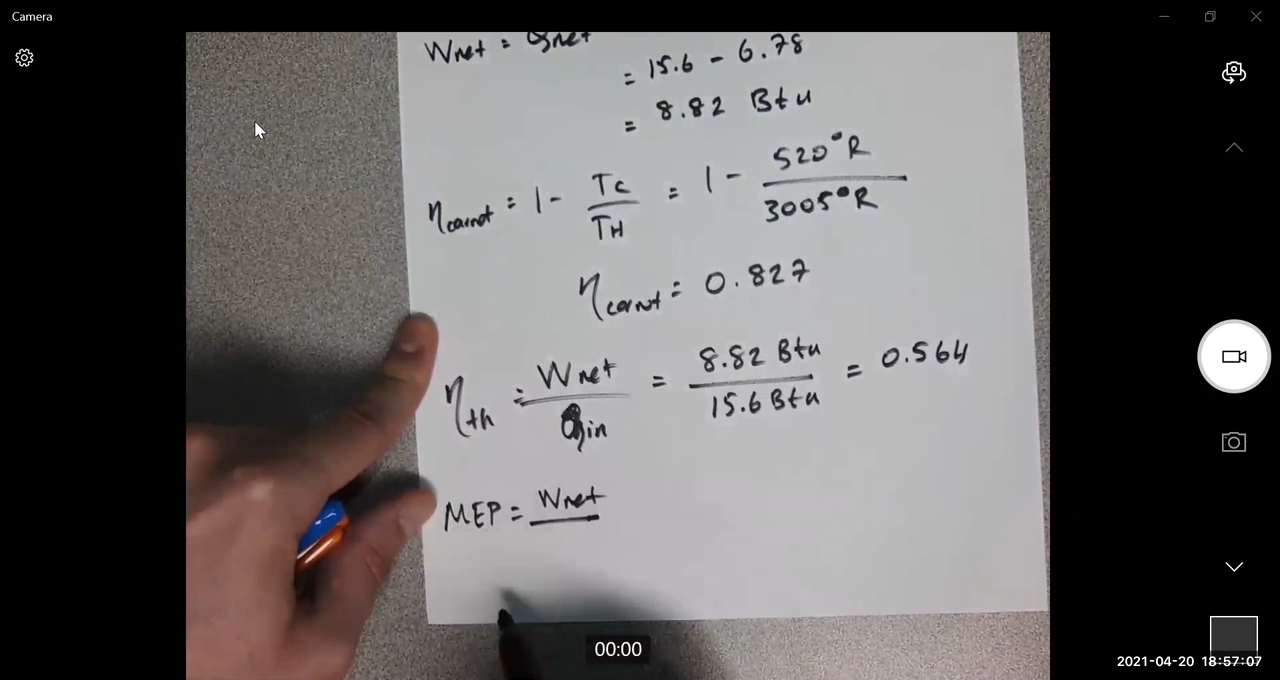 Camera
Wnet = Qnet
= 15.6 - 6.78
= 8.82 Btu
ηcarnot = 1 - Tc/TH = 1 - 520°R/3005°R
ηcarnot = 0.827
ηth = Wnet/Qin = 8.82 Btu/15.6 Btu = 0.564
MEP = Wnet
00:00
2021-04-20 18:57:07